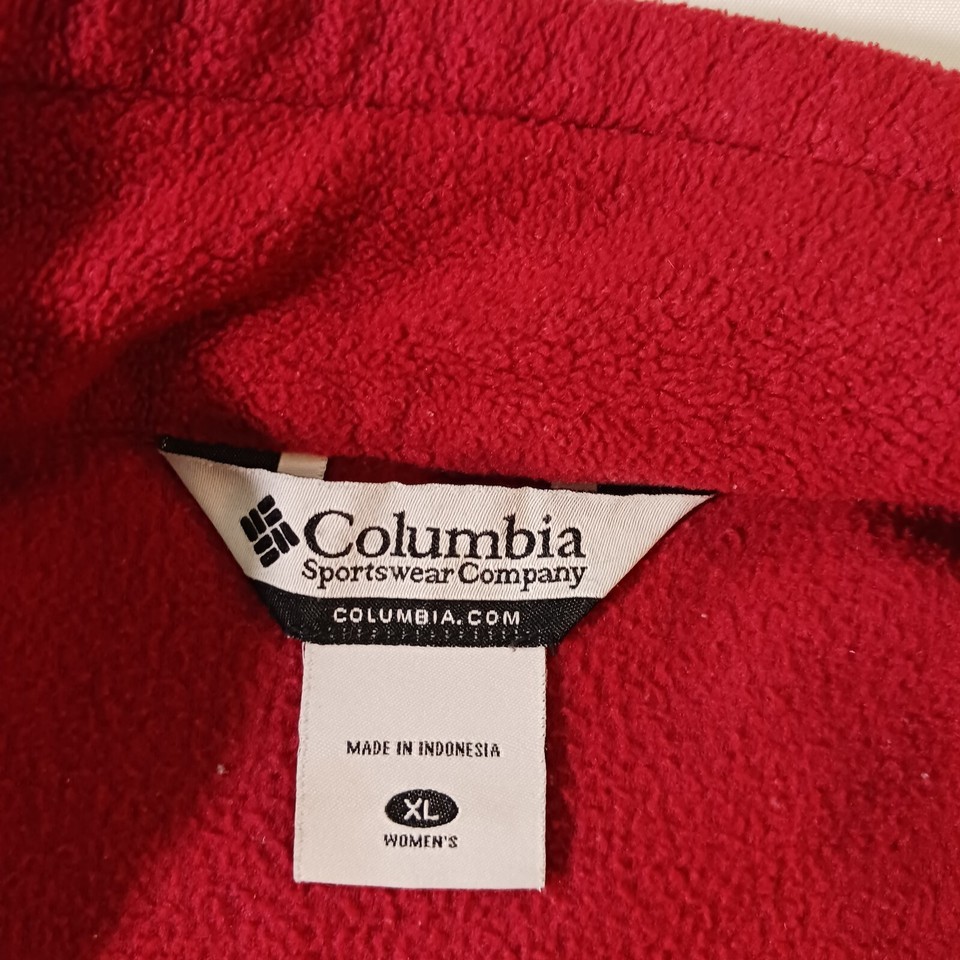 Columbia
Sportswear Company
COLUMBIA.COM
MADE IN INDONESIA
XL
WOMEN'S